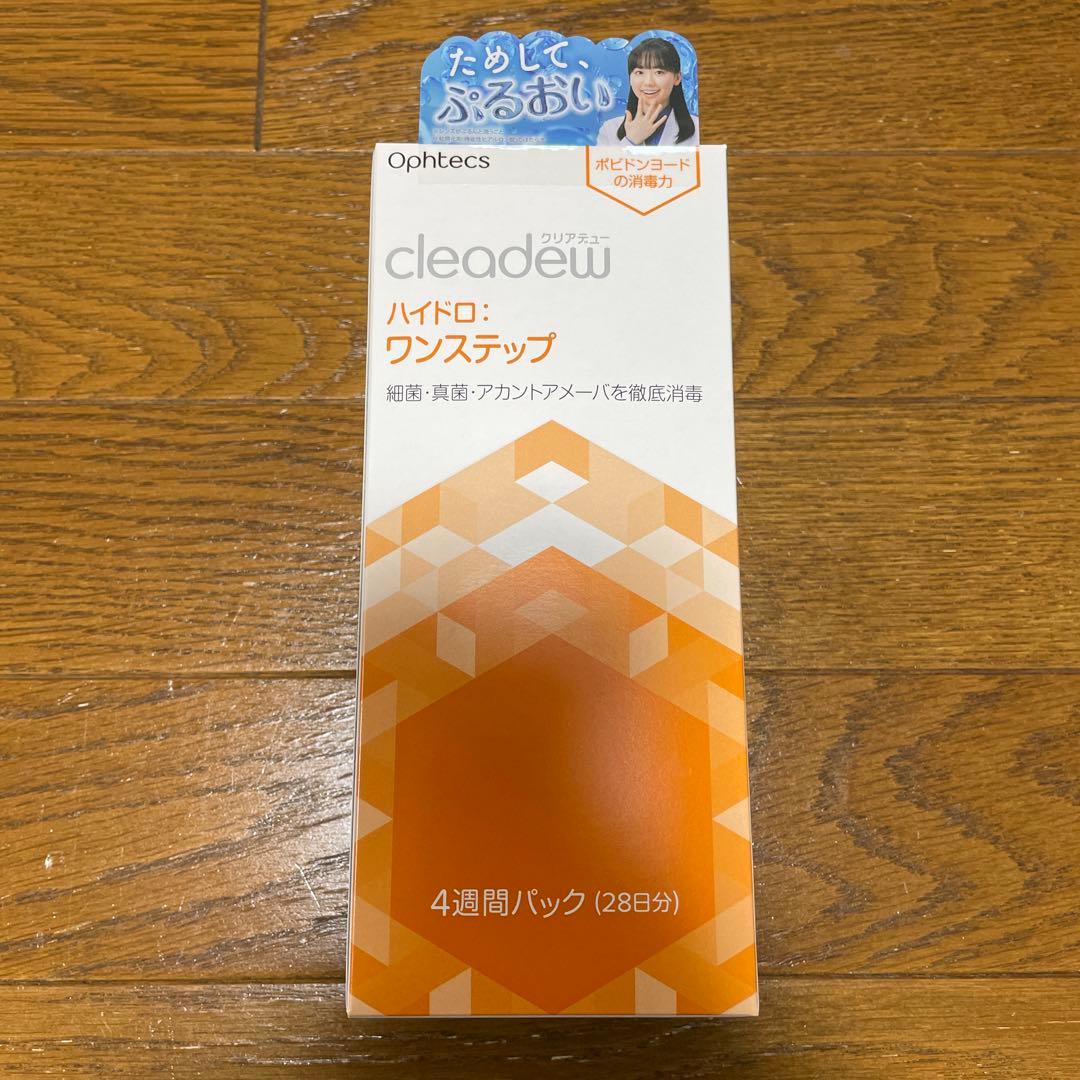 ためして、
ぷるおい
Ophtecs
ポビドンヨード
の消毒力
クリアデュー
cleadew
ハイドロ：
ワンステップ
細菌・真菌・アカントアメーバを徹底消毒
4週間パック（28日分）